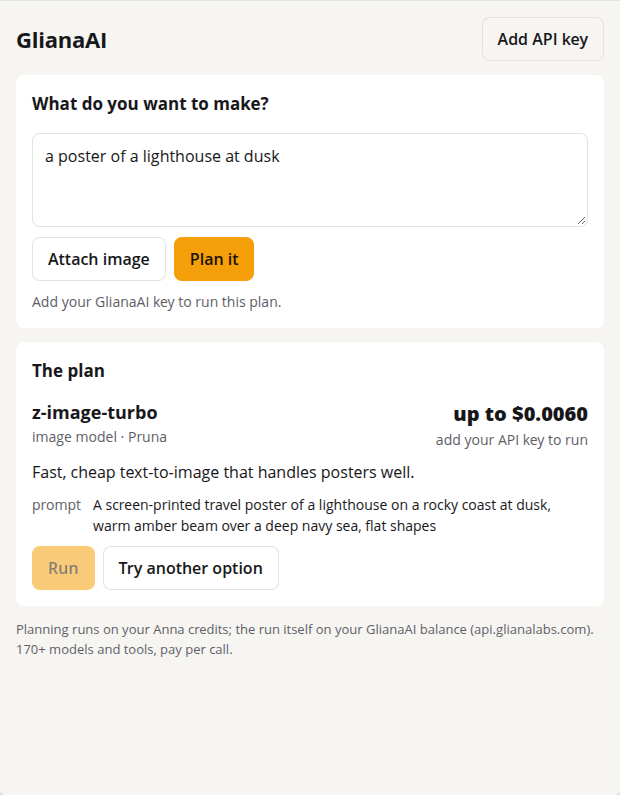 GlianaAI
Add API key
What do you want to make?
a poster of a lighthouse at dusk
Attach image
Plan it
Add your GlianaAI key to run this plan.
The plan
z-image-turbo
up to $0.0060
image model · Pruna
add your API key to run
Fast, cheap text-to-image that handles posters well.
prompt A screen-printed travel poster of a lighthouse on a rocky coast at dusk,
warm amber beam over a deep navy sea, flat shapes
Run
Try another option
Planning runs on your Anna credits; the run itself on your GlianaAI balance (api.glianalabs.com).
170+ models and tools, pay per call.